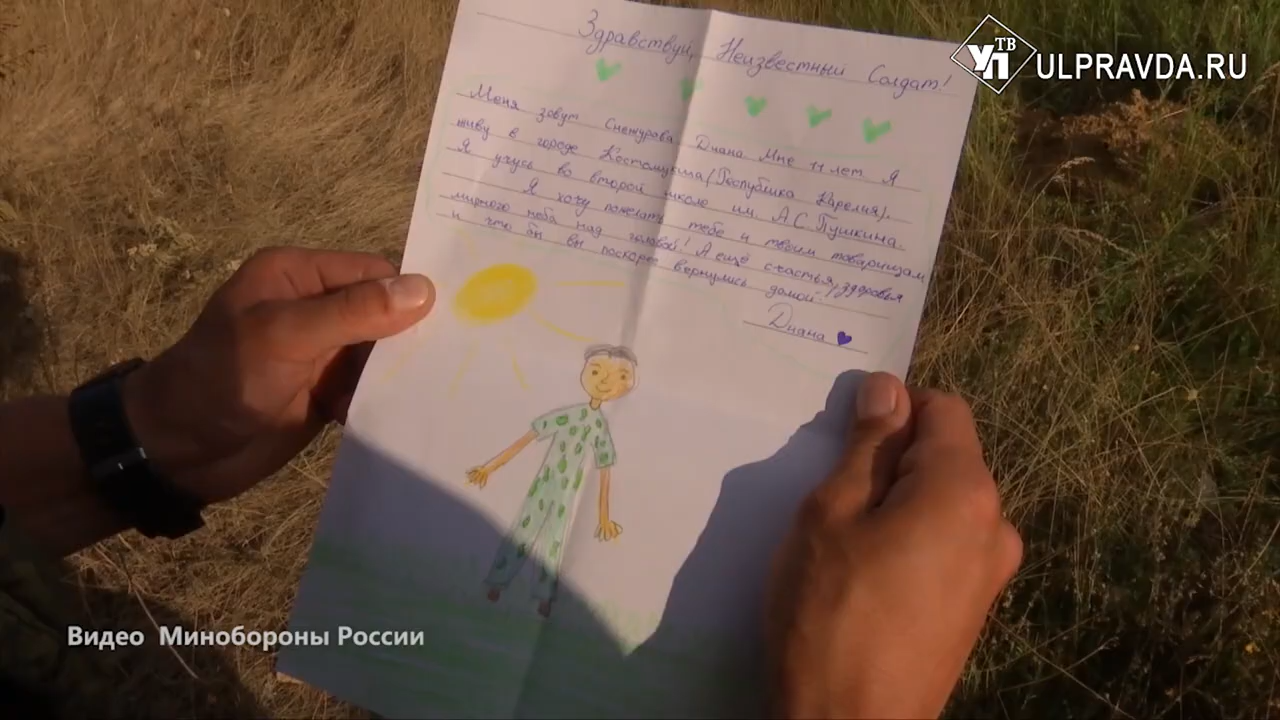 Здравствуй, Неизвестный Солдат!
Меня зовут Снежурова Диана. Мне 11 лет. Я
живу в городе Костомукша (Республика Карелия).
Я учусь во второй школе им. А.С. Пушкина.
Я хочу пожелать тебе и твоим товарищам
мирного неба над головой! А ещё счастья, здоровья
и что бы вы поскорее вернулись домой!
Диана
УП ТВ
ULPRAVDA.RU
Видео Минобороны России